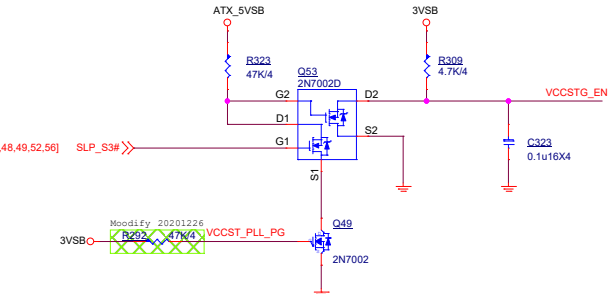 ATX_5VSB
3VSB
R323
47K/4
Q53
2N7002D
R309
4.7K/4
G2
D2
VCCSTG_EN
D1
S2
,48,49,52,56]
SLP_S3#
G1
C323
0.1u16X4
S1
Moodify 20201226
Q49
3VSB
R292
47K/4
VCCST_PLL_PG
2N7002